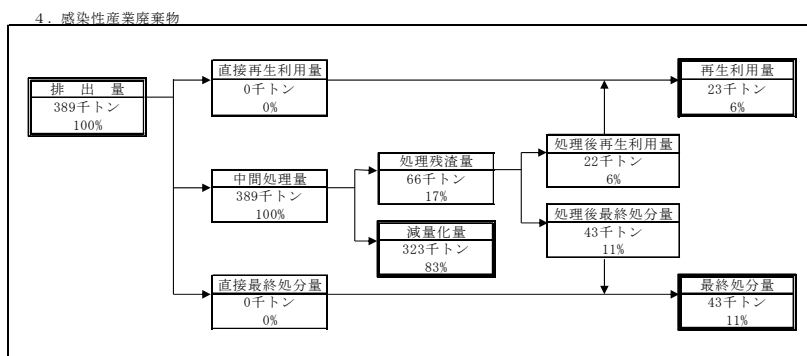 4．感染性産業廃棄物
排　出　量
389千トン
100%
直接再生利用量
0千トン
0%
中間処理量
389千トン
100%
直接最終処分量
0千トン
0%
処理残渣量
66千トン
17%
減量化量
323千トン
83%
処理後再生利用量
22千トン
6%
処理後最終処分量
43千トン
11%
再生利用量
23千トン
6%
最終処分量
43千トン
11%